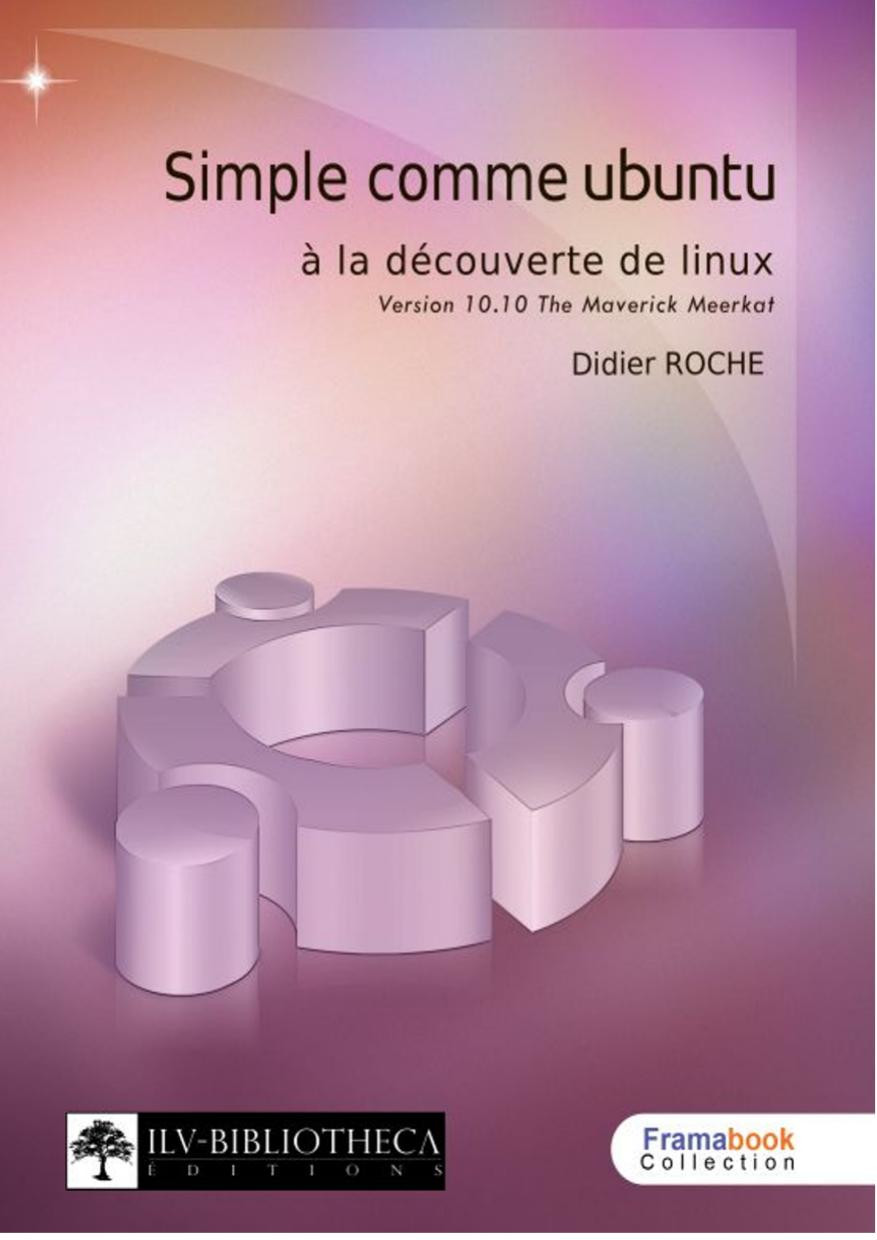 Simple comme ubuntu
à la découverte de linux
Version 10.10 The Maverick Meerkat
Didier ROCHE
ILV-BIBLIOTHECA
ÉDITIONS
Framabook
Collection